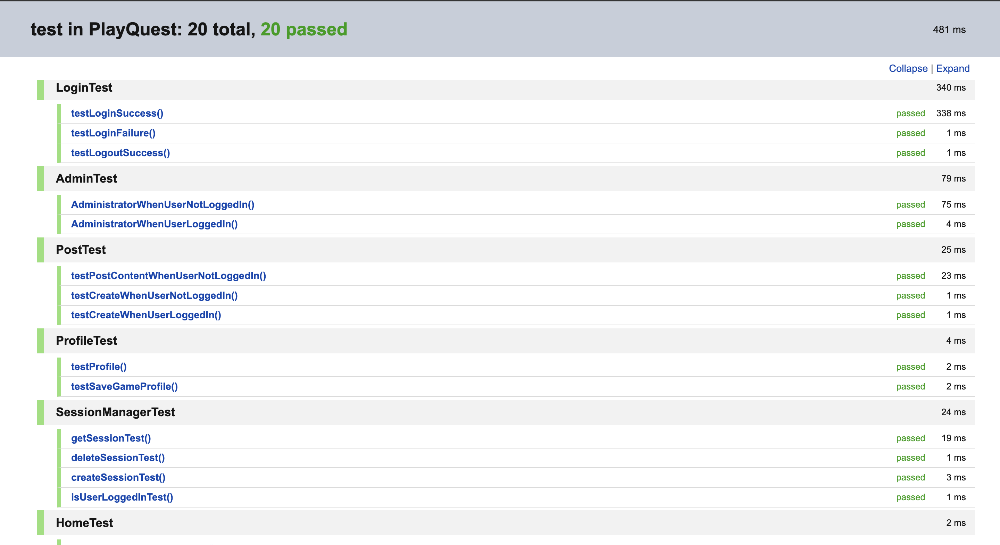 test in PlayQuest: 20 total, 20 passed 481 ms
Collapse | Expand
LoginTest 340 ms
testLoginSuccess() passed 338 ms
testLoginFailure() passed 1 ms
testLogoutSuccess() passed 1 ms
AdminTest 79 ms
AdministratorWhenUserNotLoggedIn() passed 75 ms
AdministratorWhenUserLoggedIn() passed 4 ms
PostTest 25 ms
testPostContentWhenUserNotLoggedIn() passed 23 ms
testCreateWhenUserNotLoggedIn() passed 1 ms
testCreateWhenUserLoggedIn() passed 1 ms
ProfileTest 4 ms
testProfile() passed 2 ms
testSaveGameProfile() passed 2 ms
SessionManagerTest 24 ms
getSessionTest() passed 19 ms
deleteSessionTest() passed 1 ms
createSessionTest() passed 3 ms
isUserLoggedInTest() passed 1 ms
HomeTest 2 ms